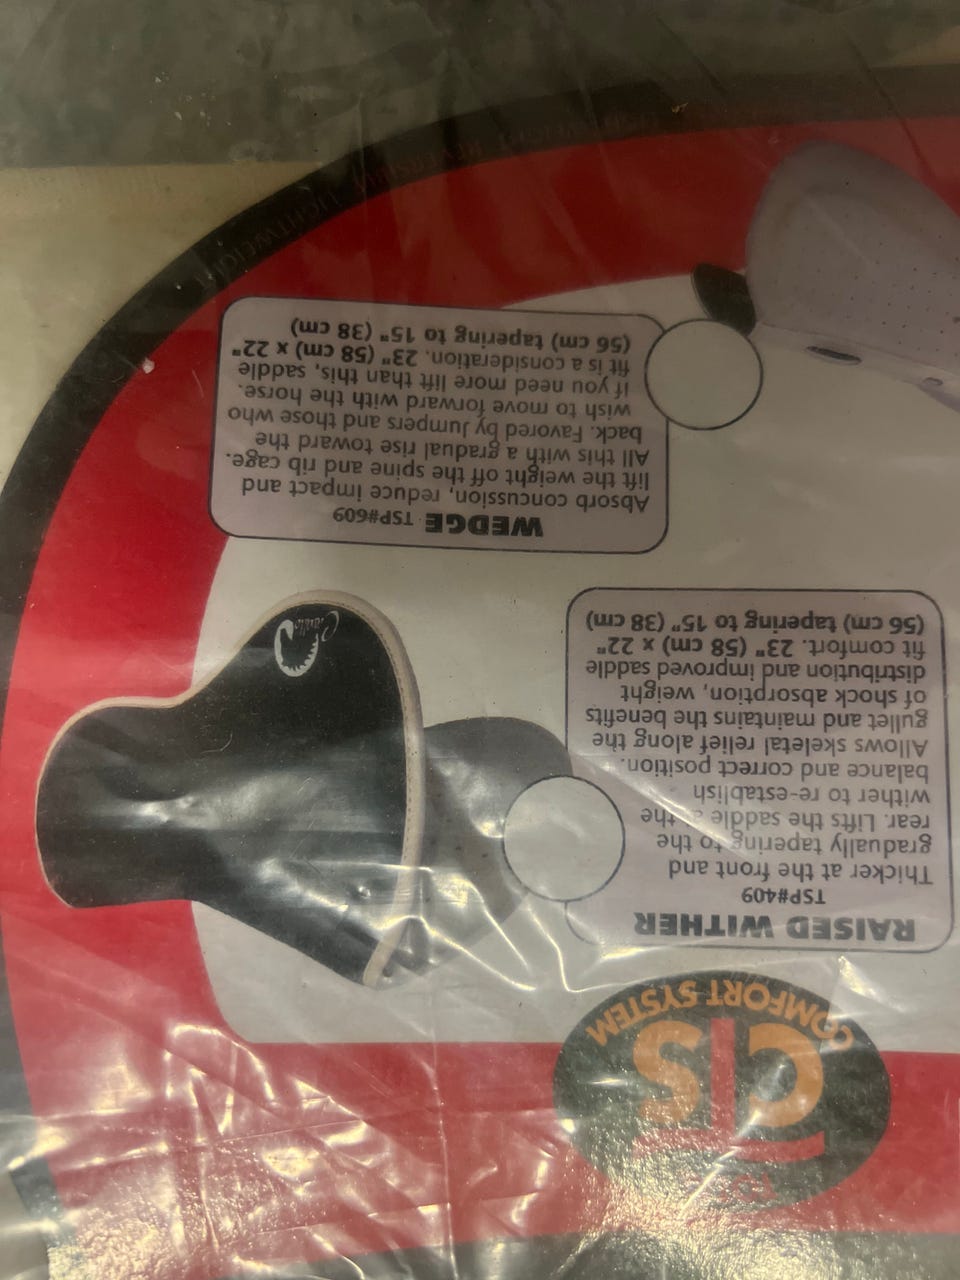 CS
COMFORT SYSTEM
RAISED WITHER
TSP#409
Thicker at the front and
gradually tapering to the
rear. Lifts the saddle at the
wither to re-establish
balance and correct position.
Allows skeletal relief along the
gullet and maintains the benefits
of shock absorption, weight
distribution and improved saddle
fit comfort. 23" (58 cm) x 22"
(56 cm) tapering to 15" (38 cm)
Cavallo
WEDGE TSP#609
Absorb concussion, reduce impact and
lift the weight off the spine and rib cage.
All this with a gradual rise toward the
back. Favored by Jumpers and those who
wish to move forward with the horse.
If you need more lift than this, saddle
fit is a consideration. 23" (58 cm) x 22"
(56 cm) tapering to 15" (38 cm)
LIGHTWEIGHT